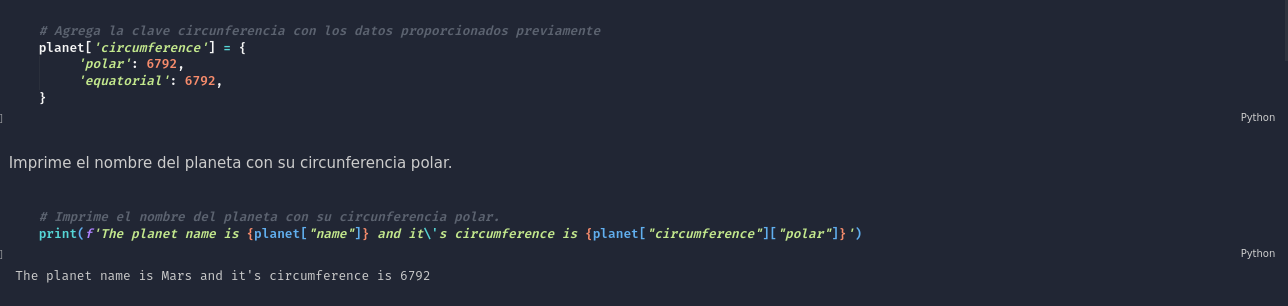 # Agrega la clave circunferencia con los datos proporcionados previamente
planet['circumference'] = {
    'polar': 6792,
    'equatorial': 6792,
}
]
Python
Imprime el nombre del planeta con su circunferencia polar.
# Imprime el nombre del planeta con su circunferencia polar.
print(f'The planet name is {planet["name"]} and it\'s circumference is {planet["circumference"]["polar"]}')
]
Python
The planet name is Mars and it's circumference is 6792